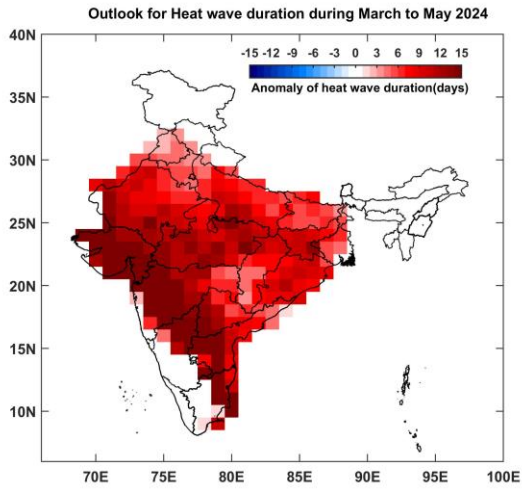 Outlook for Heat wave duration during March to May 2024
40N
-15 -12 -9 -6 -3 0 3 6 9 12 15
Anomaly of heat wave duration(days)
35N
30N
25N
20N
15N
10N
70E 75E 80E 85E 90E 95E 100E